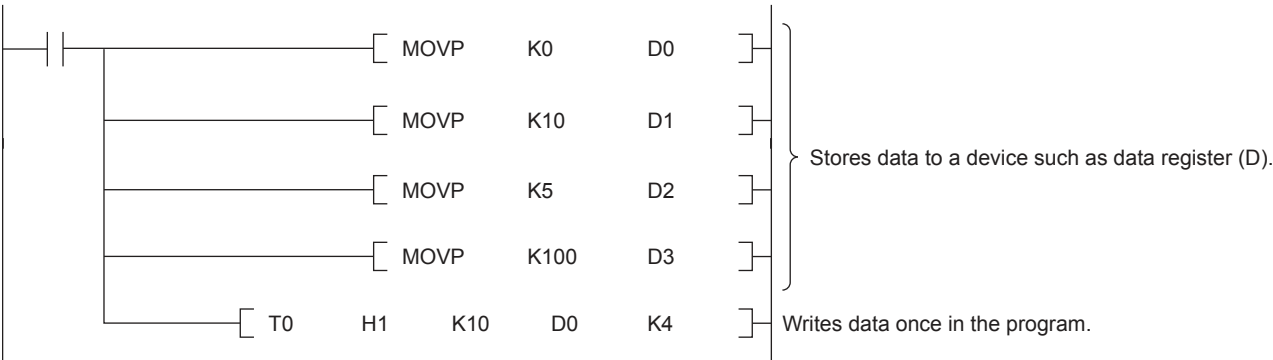 MOVP K0 D0
MOVP K10 D1
MOVP K5 D2
MOVP K100 D3
Stores data to a device such as data register (D).
T0 H1 K10 D0 K4
Writes data once in the program.